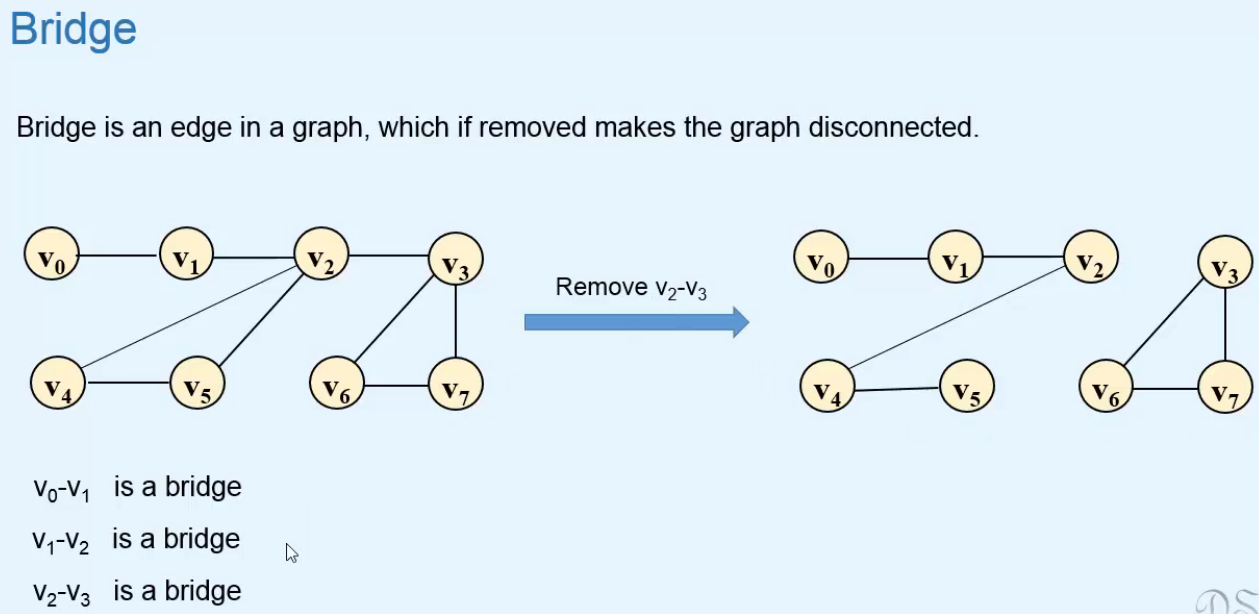 Bridge
Bridge is an edge in a graph, which if removed makes the graph disconnected.
v₀ v₁ v₂ v₃
v₄ v₅ v₆ v₇
Remove v₂-v₃
v₀ v₁ v₂ v₃
v₄ v₅ v₆ v₇
v₀-v₁ is a bridge
v₁-v₂ is a bridge
v₂-v₃ is a bridge
DS